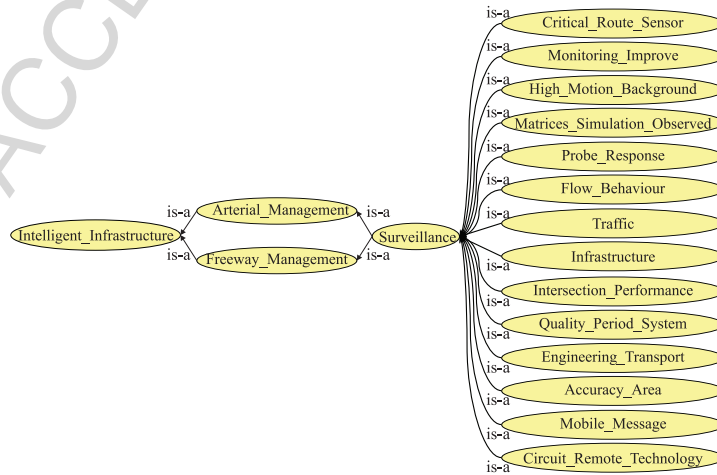 ACCE
is-a
Critical_Route_Sensor
is-a
Monitoring_Improve
is-a
High_Motion_Background
is-a
Matrices_Simulation_Observed
is-a
Probe_Response
is-a
Flow_Behaviour
is-a
Traffic
Infrastructure
is-a
Intersection_Performance
is-a
Quality_Period_System
is-a
Engineering_Transport
is-a
Accuracy_Area
is-a
Mobile_Message
is-a
Circuit_Remote_Technology
is-a
Intelligent_Infrastructure
is-a
is-a
Arterial_Management
Freeway_Management
is-a
is-a
Surveillance